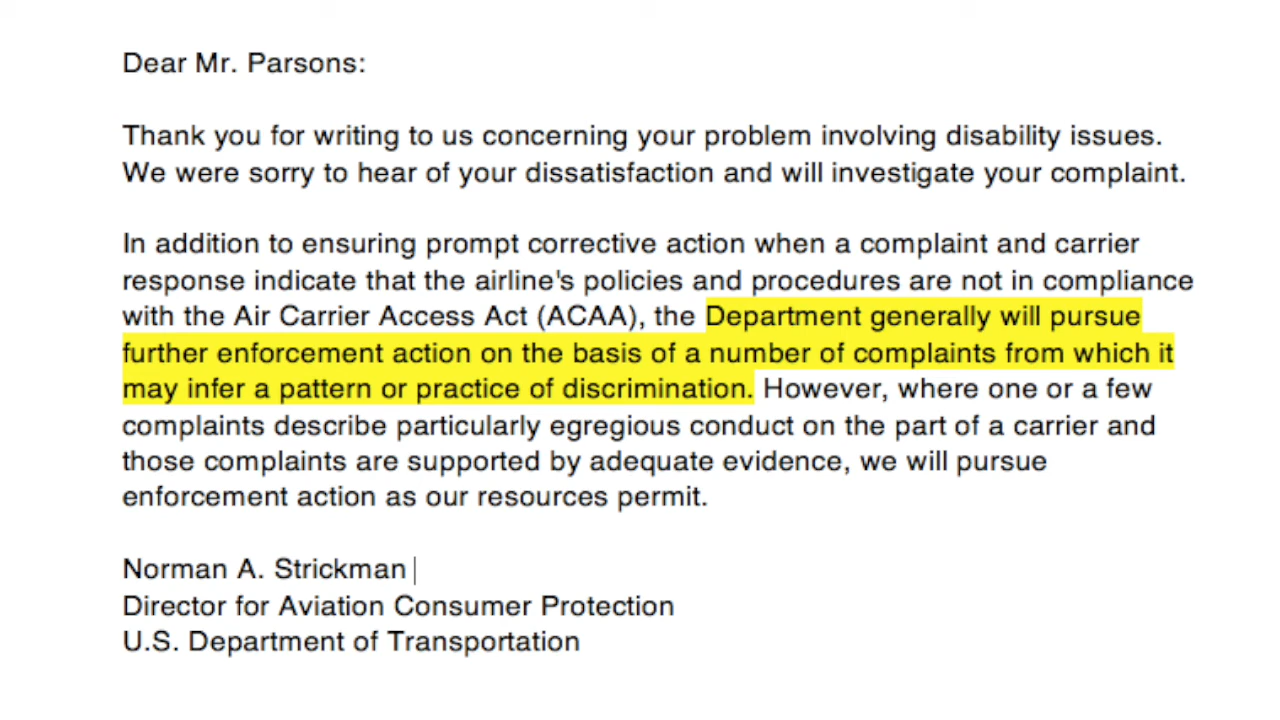 Dear Mr. Parsons:
Thank you for writing to us concerning your problem involving disability issues.
We were sorry to hear of your dissatisfaction and will investigate your complaint.
In addition to ensuring prompt corrective action when a complaint and carrier
response indicate that the airline's policies and procedures are not in compliance
with the Air Carrier Access Act (ACAA), the Department generally will pursue
further enforcement action on the basis of a number of complaints from which it
may infer a pattern or practice of discrimination. However, where one or a few
complaints describe particularly egregious conduct on the part of a carrier and
those complaints are supported by adequate evidence, we will pursue
enforcement action as our resources permit.
Norman A. Strickman
Director for Aviation Consumer Protection
U.S. Department of Transportation